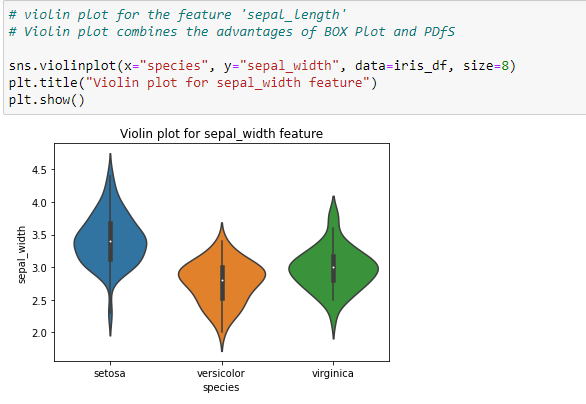 # violin plot for the feature 'sepal_length'
# Violin plot combines the advantages of BOX Plot and PDfS
sns.violinplot(x="species", y="sepal_width", data=iris_df, size=8)
plt.title("Violin plot for sepal_width feature")
plt.show()
Violin plot for sepal_width feature
4.5
4.0
3.5
3.0
2.5
2.0
sepal_width
setosa versicolor virginica
species